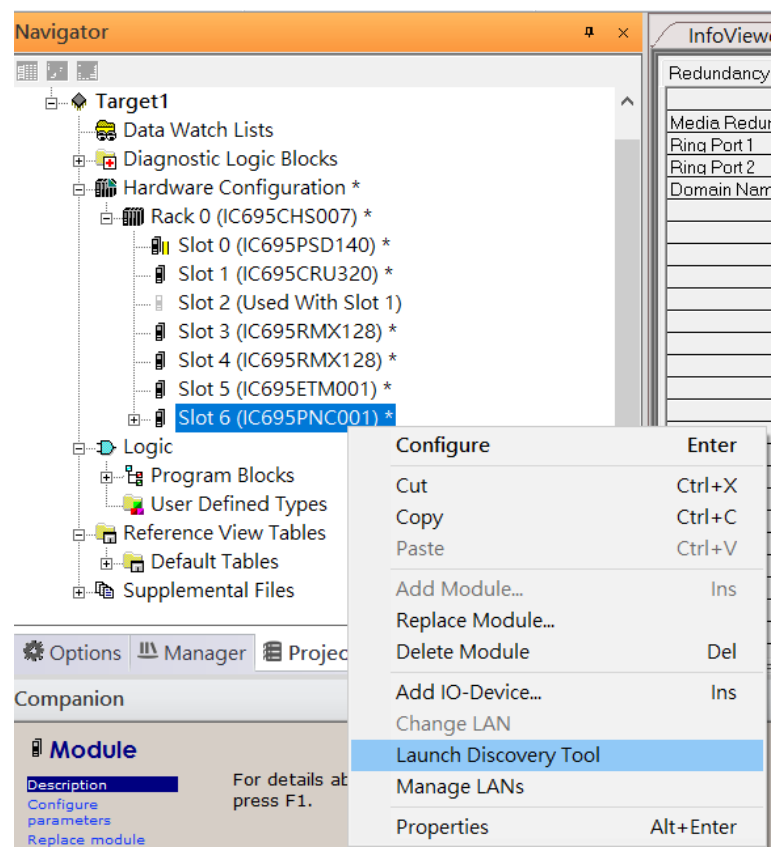 Navigator
InfoViewe
Redundancy
Target1
Data Watch Lists
Media Redun
Diagnostic Logic Blocks
Ring Port 1
Ring Port 2
Hardware Configuration *
Domain Nam
Rack 0 (IC695CHS007) *
Slot 0 (IC695PSD140) *
Slot 1 (IC695CRU320) *
Slot 2 (Used With Slot 1)
Slot 3 (IC695RMX128) *
Slot 4 (IC695RMX128) *
Slot 5 (IC695ETM001) *
Slot 6 (IC695PNC001) *
Logic
Program Blocks
User Defined Types
Reference View Tables
Default Tables
Supplemental Files
Configure Enter
Cut Ctrl+X
Copy Ctrl+C
Paste Ctrl+V
Add Module... Ins
Replace Module...
Delete Module Del
Add IO-Device... Ins
Change LAN
Launch Discovery Tool
Manage LANs
Properties Alt+Enter
Options Manager Projec
Companion
Module
Description
Configure
parameters
Replace module
For details ab
press F1.